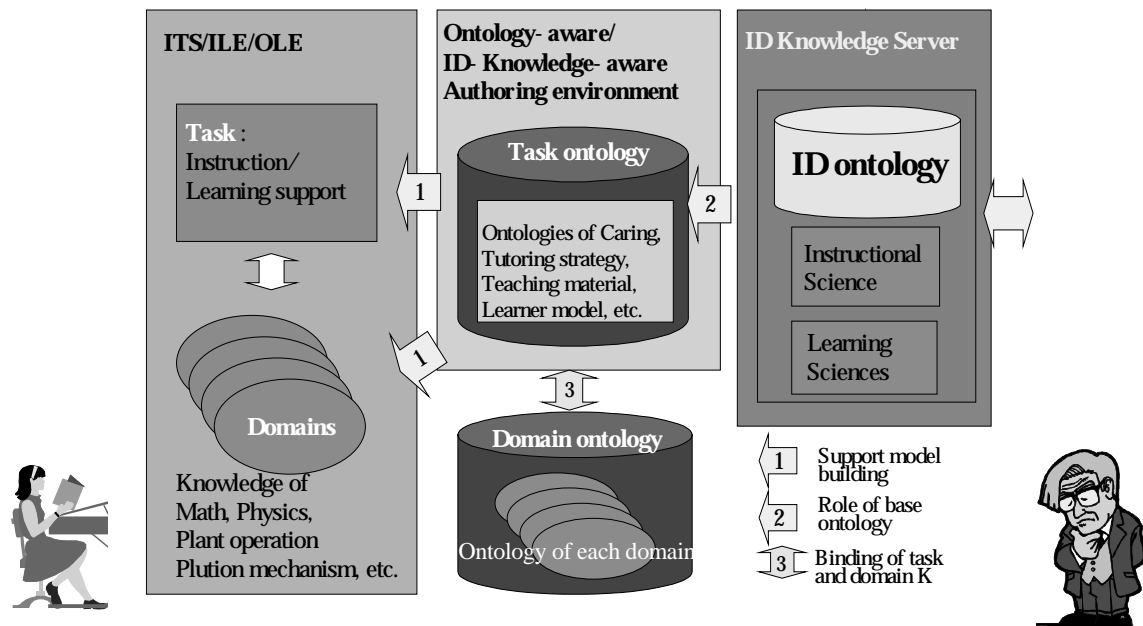 ITS/ILE/OLE
Task :
Instruction/
Learning support
1
1
Domains
Knowledge of
Math, Physics,
Plant operation
Plution mechanism, etc.
Ontology- aware/
ID- Knowledge- aware
Authoring environment
Task ontology
Ontologies of Caring,
Tutoring strategy,
Teaching material,
Learner model, etc.
2
3
Domain ontology
Ontology of each domain
ID Knowledge Server
ID ontology
Instructional
Science
Learning
Sciences
1
Support model
building
2
Role of base
ontology
3
Binding of task
and domain K